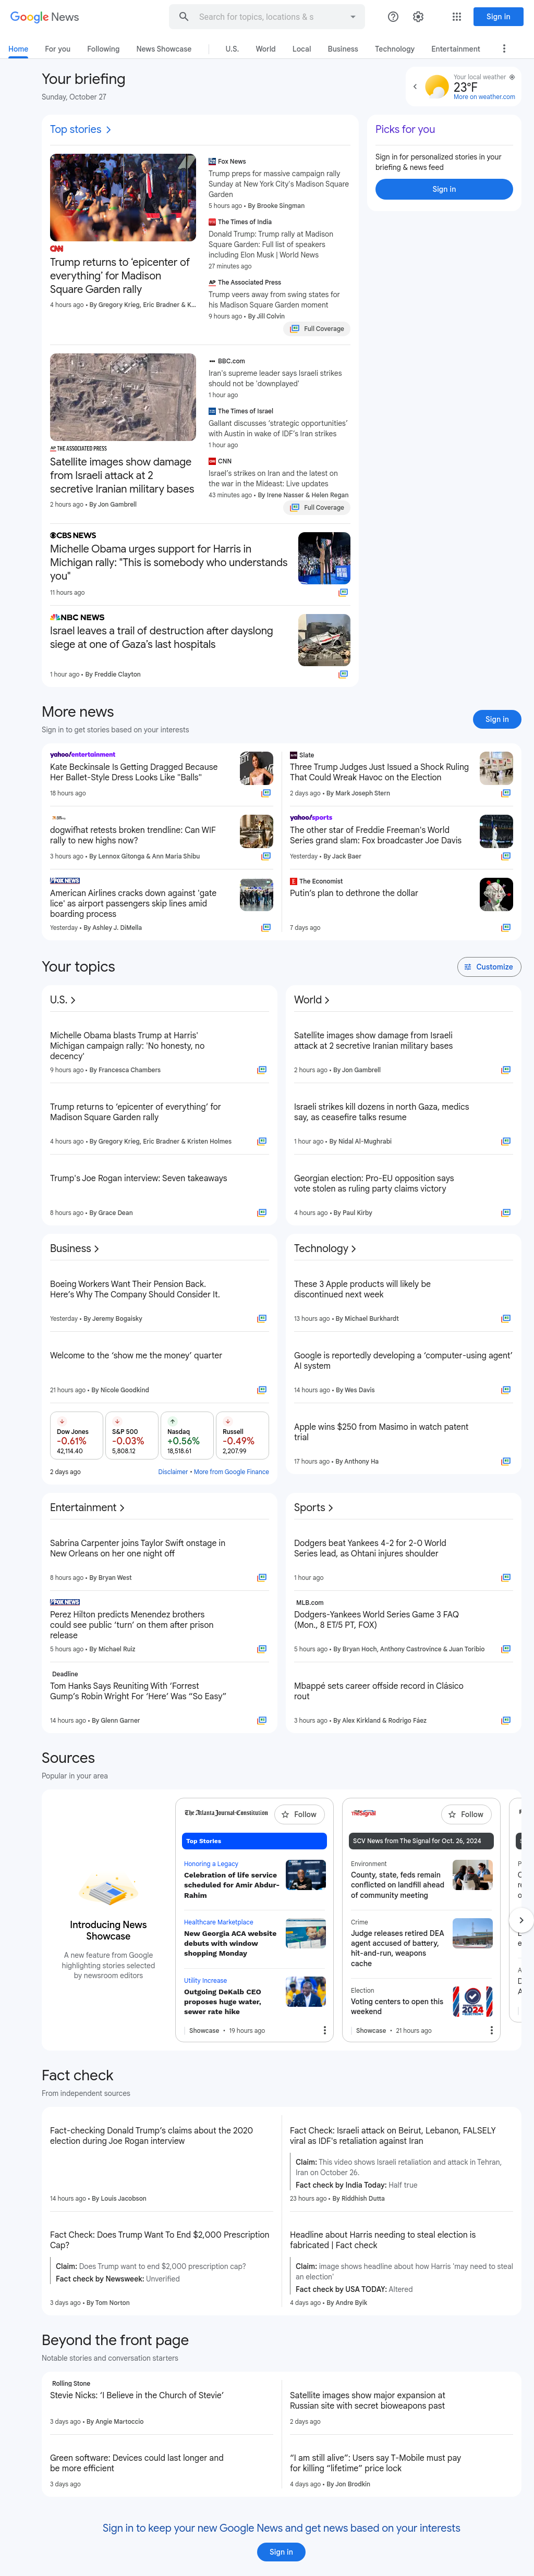 Google News
Search for topics, locations & s
Sign in
Home
For you
Following
News Showcase
U.S.
World
Local
Business
Technology
Entertainment
Your briefing
Sunday, October 27
Your local weather
23°F
More on weather.com
Top stories
Picks for you
Sign in for personalized stories in your
briefing & news feed
Sign in
CNN
Trump returns to 'epicenter of
everything' for Madison
Square Garden rally
4 hours ago • By Gregory Krieg, Eric Bradner & K...
Fox News
Trump preps for massive campaign rally
Sunday at New York City's Madison Square
Garden
5 hours ago • By Brooke Singman
The Times of India
Donald Trump: Trump rally at Madison
Square Garden: Full list of speakers
including Elon Musk | World News
27 minutes ago
AP The Associated Press
Trump veers away from swing states for
his Madison Square Garden moment
9 hours ago • By Jill Colvin
Full Coverage
AP THE ASSOCIATED PRESS
Satellite images show damage
from Israeli attack at 2
secretive Iranian military bases
2 hours ago • By Jon Gambrell
BBC.com
Iran's supreme leader says Israeli strikes
should not be 'downplayed'
1 hour ago
The Times of Israel
Gallant discusses 'strategic opportunities'
with Austin in wake of IDF's Iran strikes
1 hour ago
CNN
Israel's strikes on Iran and the latest on
the war in the Mideast: Live updates
43 minutes ago • By Irene Nasser & Helen Regan
Full Coverage
CBS NEWS
Michelle Obama urges support for Harris in
Michigan rally: "This is somebody who understands
you"
11 hours ago
NBC NEWS
Israel leaves a trail of destruction after dayslong
siege at one of Gaza's last hospitals
1 hour ago • By Freddie Clayton
More news
Sign in to get stories based on your interests
Sign in
yahoo!entertainment
Kate Beckinsale Is Getting Dragged Because
Her Ballet-Style Dress Looks Like "Balls"
18 hours ago
Slate
Three Trump Judges Just Issued a Shock Ruling
That Could Wreak Havoc on the Election
2 days ago • By Mark Joseph Stern
dogwifhat retests broken trendline: Can WIF
rally to new highs now?
3 hours ago • By Lennox Gitonga & Ann Maria Shibu
yahoo!sports
The other star of Freddie Freeman's World
Series grand slam: Fox broadcaster Joe Davis
Yesterday • By Jack Baer
FOX NEWS
American Airlines cracks down against 'gate
lice' as airport passengers skip lines amid
boarding process
Yesterday • By Ashley J. DiMella
E The Economist
Putin's plan to dethrone the dollar
7 days ago
Your topics
Customize
U.S.
Michelle Obama blasts Trump at Harris'
Michigan campaign rally: 'No honesty, no
decency'
9 hours ago • By Francesca Chambers
Trump returns to 'epicenter of everything' for
Madison Square Garden rally
4 hours ago • By Gregory Krieg, Eric Bradner & Kristen Holmes
Trump's Joe Rogan interview: Seven takeaways
8 hours ago • By Grace Dean
World
Satellite images show damage from Israeli
attack at 2 secretive Iranian military bases
2 hours ago • By Jon Gambrell
Israeli strikes kill dozens in north Gaza, medics
say, as ceasefire talks resume
1 hour ago • By Nidal Al-Mughrabi
Georgian election: Pro-EU opposition says
vote stolen as ruling party claims victory
4 hours ago • By Paul Kirby
Business
Boeing Workers Want Their Pension Back.
Here's Why The Company Should Consider It.
Yesterday • By Jeremy Bogaisky
Welcome to the 'show me the money' quarter
21 hours ago • By Nicole Goodkind
Dow Jones
-0.61%
42,114.40
S&P 500
-0.03%
5,808.12
Nasdaq
+0.56%
18,518.61
Russell
-0.49%
2,207.99
2 days ago
Disclaimer • More from Google Finance
Technology
These 3 Apple products will likely be
discontinued next week
13 hours ago • By Michael Burkhardt
Google is reportedly developing a 'computer-using agent'
AI system
14 hours ago • By Wes Davis
Apple wins $250 from Masimo in watch patent
trial
17 hours ago • By Anthony Ha
Entertainment
Sabrina Carpenter joins Taylor Swift onstage in
New Orleans on her one night off
8 hours ago • By Bryan West
FOX NEWS
Perez Hilton predicts Menendez brothers
could see public 'turn' on them after prison
release
5 hours ago • By Michael Ruiz
Deadline
Tom Hanks Says Reuniting With 'Forrest
Gump's Robin Wright For 'Here' Was "So Easy"
14 hours ago • By Glenn Garner
Sports
Dodgers beat Yankees 4-2 for 2-0 World
Series lead, as Ohtani injures shoulder
1 hour ago
MLB.com
Dodgers-Yankees World Series Game 3 FAQ
(Mon., 8 ET/5 PT, FOX)
5 hours ago • By Bryan Hoch, Anthony Castrovince & Juan Toribio
Mbappé sets career offside record in Clásico
rout
3 hours ago • By Alex Kirkland & Rodrigo Fáez
Sources
Popular in your area
Introducing News
Showcase
A new feature from Google
highlighting stories selected
by newsroom editors
The Atlanta Journal-Constitution
Follow
Top Stories
Honoring a Legacy
Celebration of life service
scheduled for Amir Abdur-
Rahim
Healthcare Marketplace
New Georgia ACA website
debuts with window
shopping Monday
Utility Increase
Outgoing DeKalb CEO
proposes huge water,
sewer rate hike
Showcase • 19 hours ago
TheSignal
Follow
SCV News from The Signal for Oct. 26, 2024
Environment
County, state, feds remain
conflicted on landfill ahead
of community meeting
Crime
Judge releases retired DEA
agent accused of battery,
hit-and-run, weapons
cache
Election
Voting centers to open this
weekend
2024
Showcase • 21 hours ago
Fact check
From independent sources
Fact-checking Donald Trump's claims about the 2020
election during Joe Rogan interview
14 hours ago • By Louis Jacobson
Fact Check: Israeli attack on Beirut, Lebanon, FALSELY
viral as IDF's retaliation against Iran
Claim: This video shows Israeli retaliation and attack in Tehran,
Iran on October 26.
Fact check by India Today: Half true
23 hours ago • By Riddhish Dutta
Fact Check: Does Trump Want To End $2,000 Prescription
Cap?
Claim: Does Trump want to end $2,000 prescription cap?
Fact check by Newsweek: Unverified
3 days ago • By Tom Norton
Headline about Harris needing to steal election is
fabricated | Fact check
Claim: image shows headline about how Harris 'may need to steal
an election'
Fact check by USA TODAY: Altered
4 days ago • By Andre Byik
Beyond the front page
Notable stories and conversation starters
Rolling Stone
Stevie Nicks: 'I Believe in the Church of Stevie'
3 days ago • By Angie Martoccio
Satellite images show major expansion at
Russian site with secret bioweapons past
2 days ago
Green software: Devices could last longer and
be more efficient
3 days ago
"I am still alive": Users say T-Mobile must pay
for killing "lifetime" price lock
4 days ago • By Jon Brodkin
Sign in to keep your new Google News and get news based on your interests
Sign in